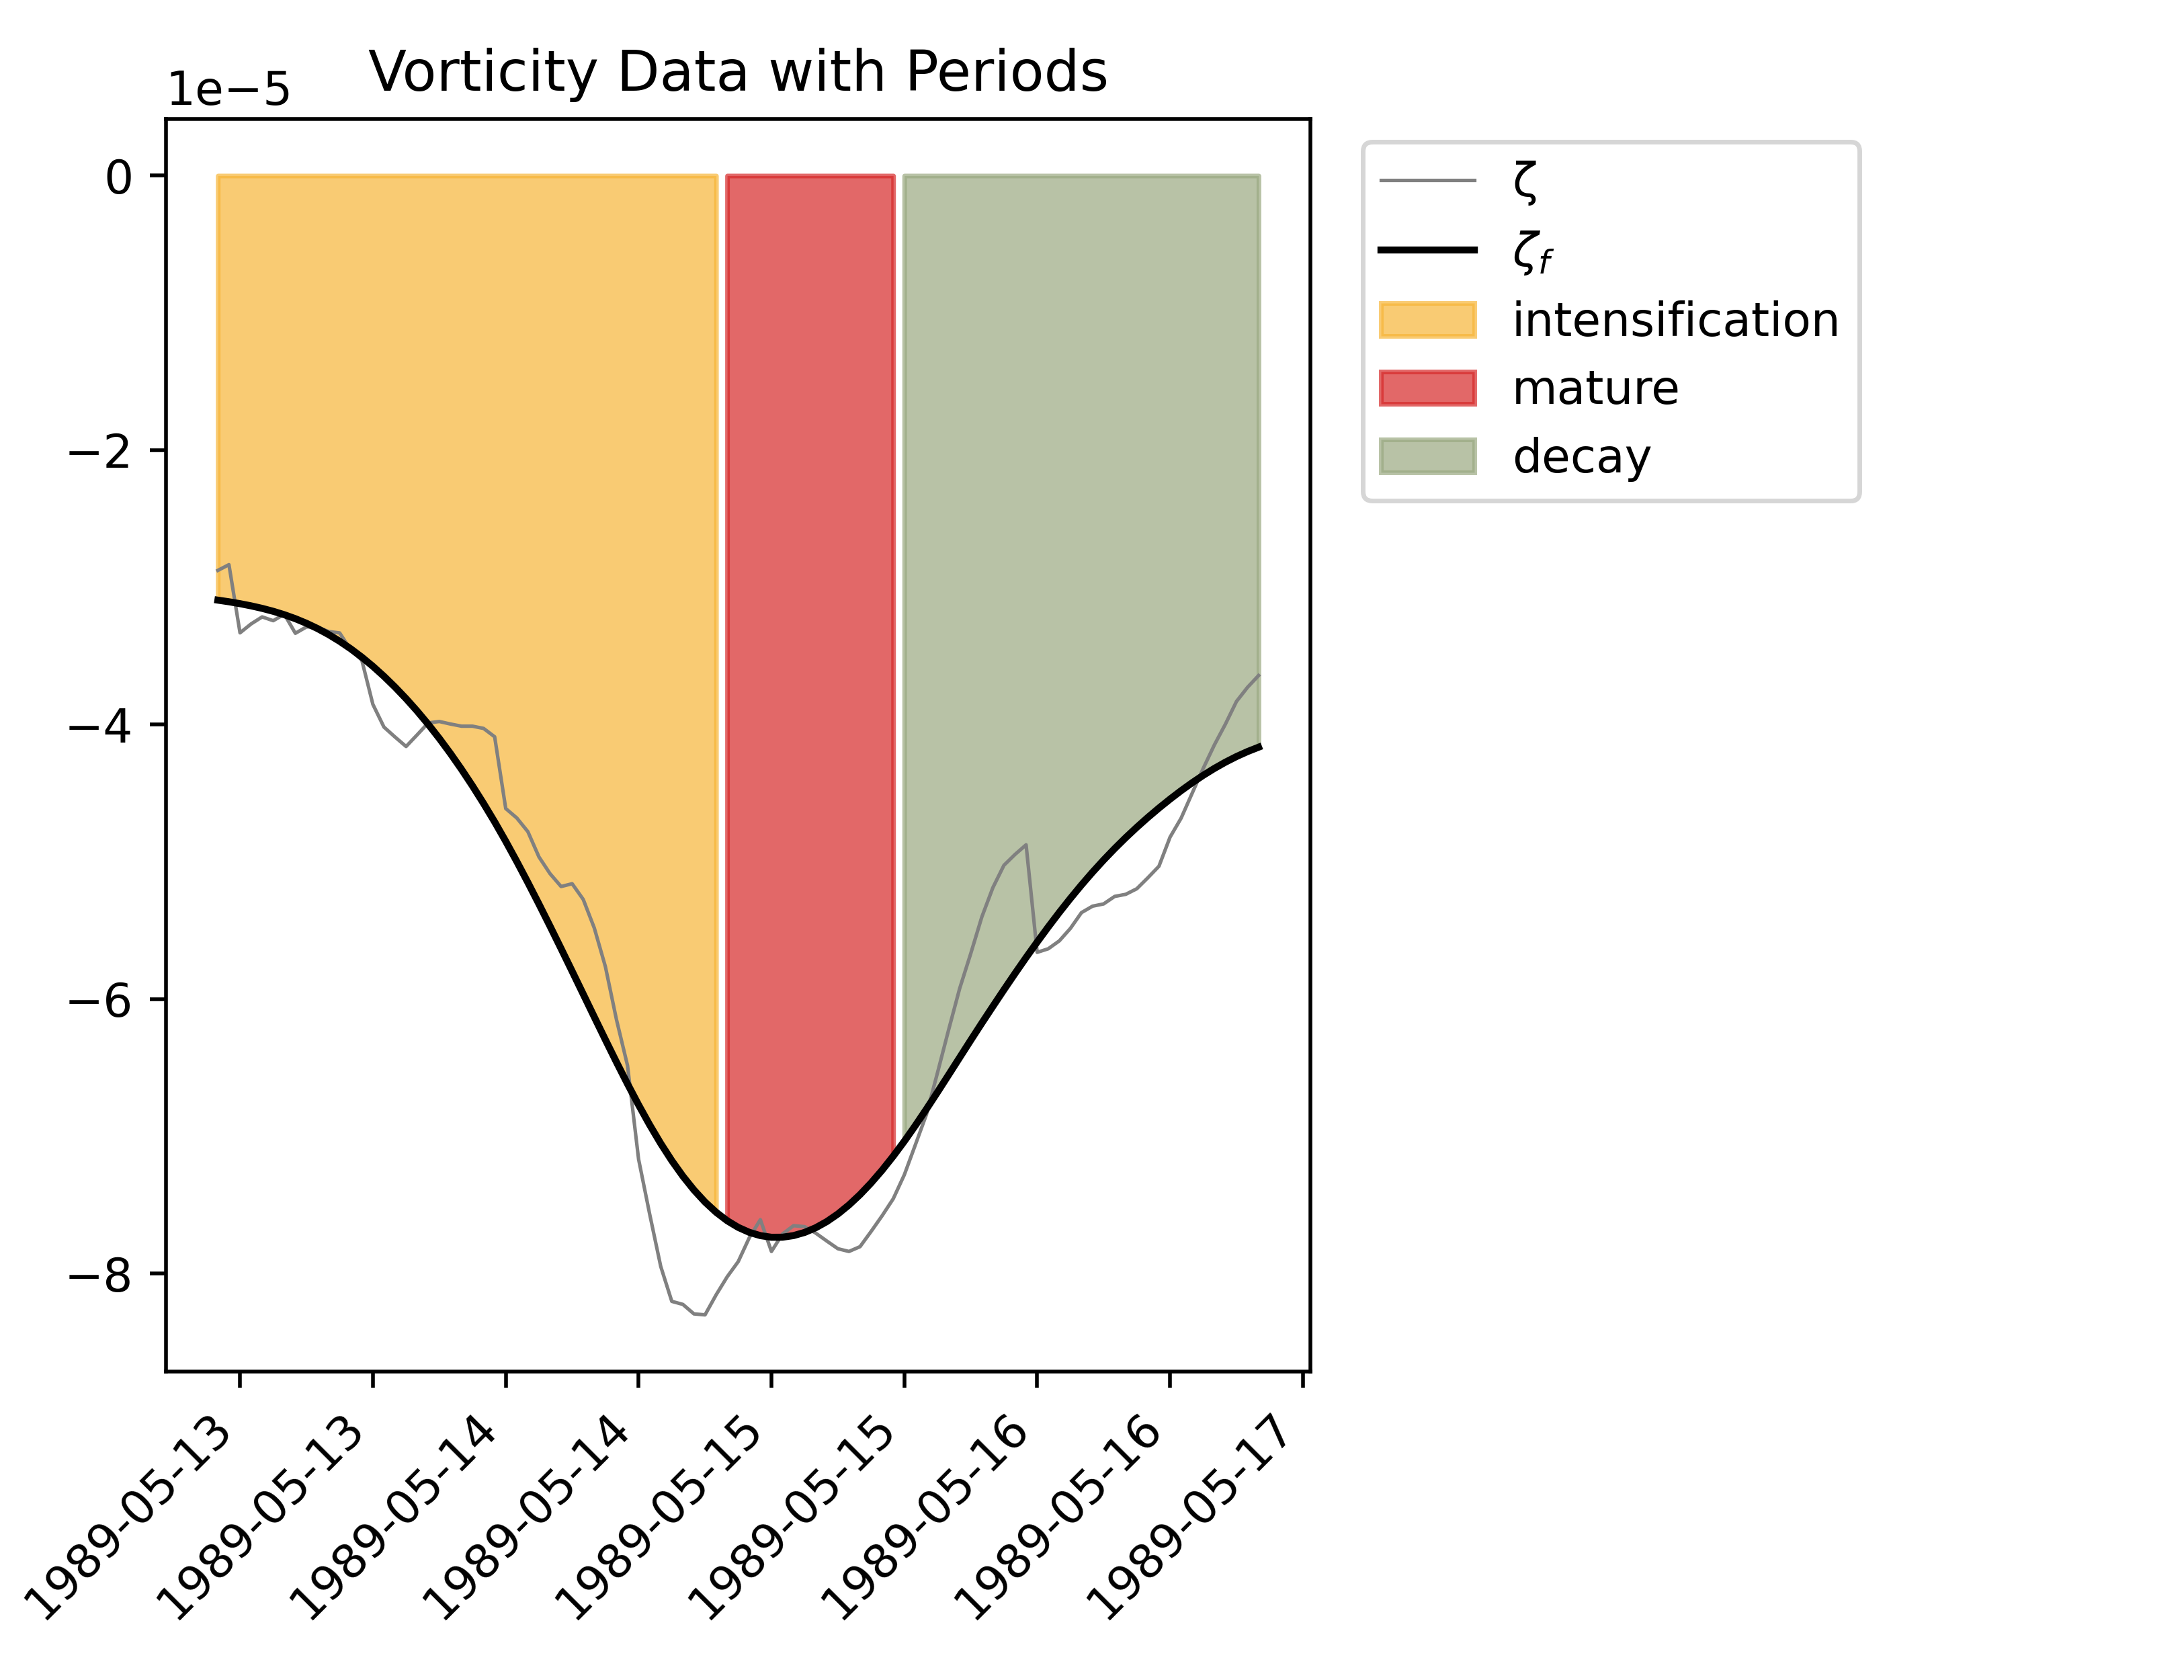 Vorticity Data with Periods
1e−5
0
−2
−4
−6
−8
1989-05-13
1989-05-13
1989-05-14
1989-05-14
1989-05-15
1989-05-15
1989-05-16
1989-05-16
1989-05-17
ζ
ζf
intensification
mature
decay